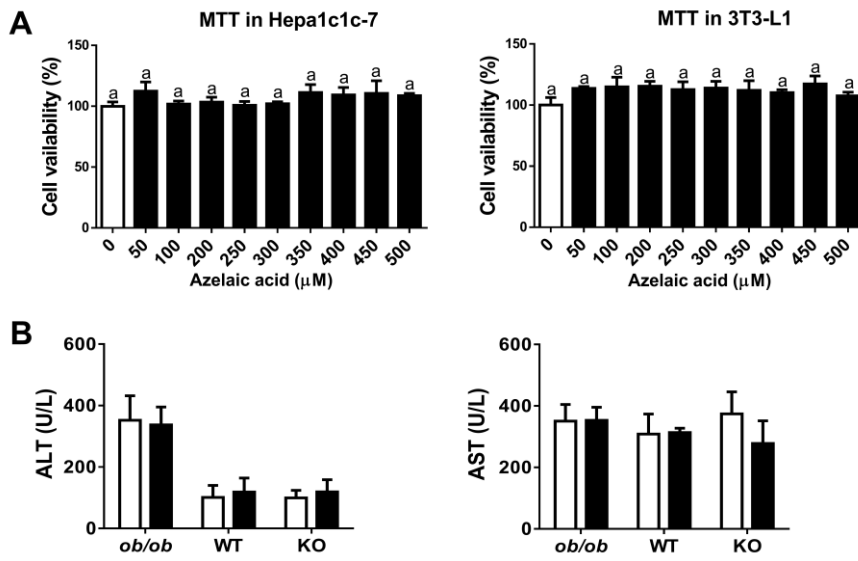 A
MTT in Hepa1c1c-7
Cell vailability (%)
150
100
50
0
a a a a a a a a a a
0 50 100 200 250 300 350 400 450 500
Azelaic acid (μM)
MTT in 3T3-L1
Cell vailability (%)
150
100
50
0
a a a a a a a a a a
0 50 100 200 250 300 350 400 450 500
Azelaic acid (μM)
B
ALT (U/L)
600
400
200
0
ob/ob WT KO
AST (U/L)
600
400
200
0
ob/ob WT KO